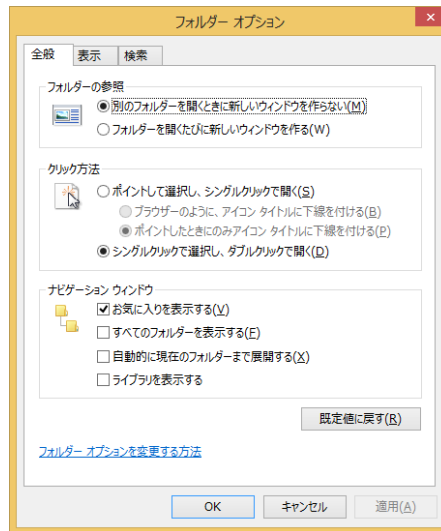 フォルダー オプション
全般 表示 検索
フォルダーの参照
別のフォルダーを開くときに新しいウィンドウを作らない(M)
フォルダーを開くたびに新しいウィンドウを作る(W)
クリック方法
ポイントして選択し、シングルクリックで開く(S)
ブラウザーのように、アイコン タイトルに下線を付ける(B)
ポイントしたときにのみアイコン タイトルに下線を付ける(P)
シングルクリックで選択し、ダブルクリックで開く(D)
ナビゲーション ウィンドウ
お気に入りを表示する(V)
すべてのフォルダーを表示する(F)
自動的に現在のフォルダーまで展開する(X)
ライブラリを表示する
既定値に戻す(R)
フォルダー オプションを変更する方法
OK キャンセル 適用(A)